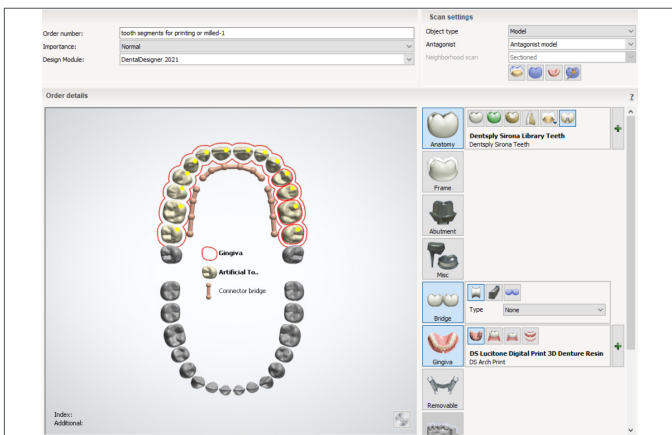 Scan settings
Order number: tooth segments for printing or milled-1
Importance: Normal
Design Module: DentalDesigner 2021
Object type Model
Antagonist Antagonist model
Neighborhood scan Sectioned
Order details ?
Anatomy
Dentsply Sirona Library Teeth
Dentsply Sirona Teeth
Frame
Abutment
Misc
Gingiva
Artificial To..
Connector bridge
Bridge
Type None
Gingiva
DS Lucitone Digital Print 3D Denture Resin
DS Arch Print
Removable
Index:
Additional: